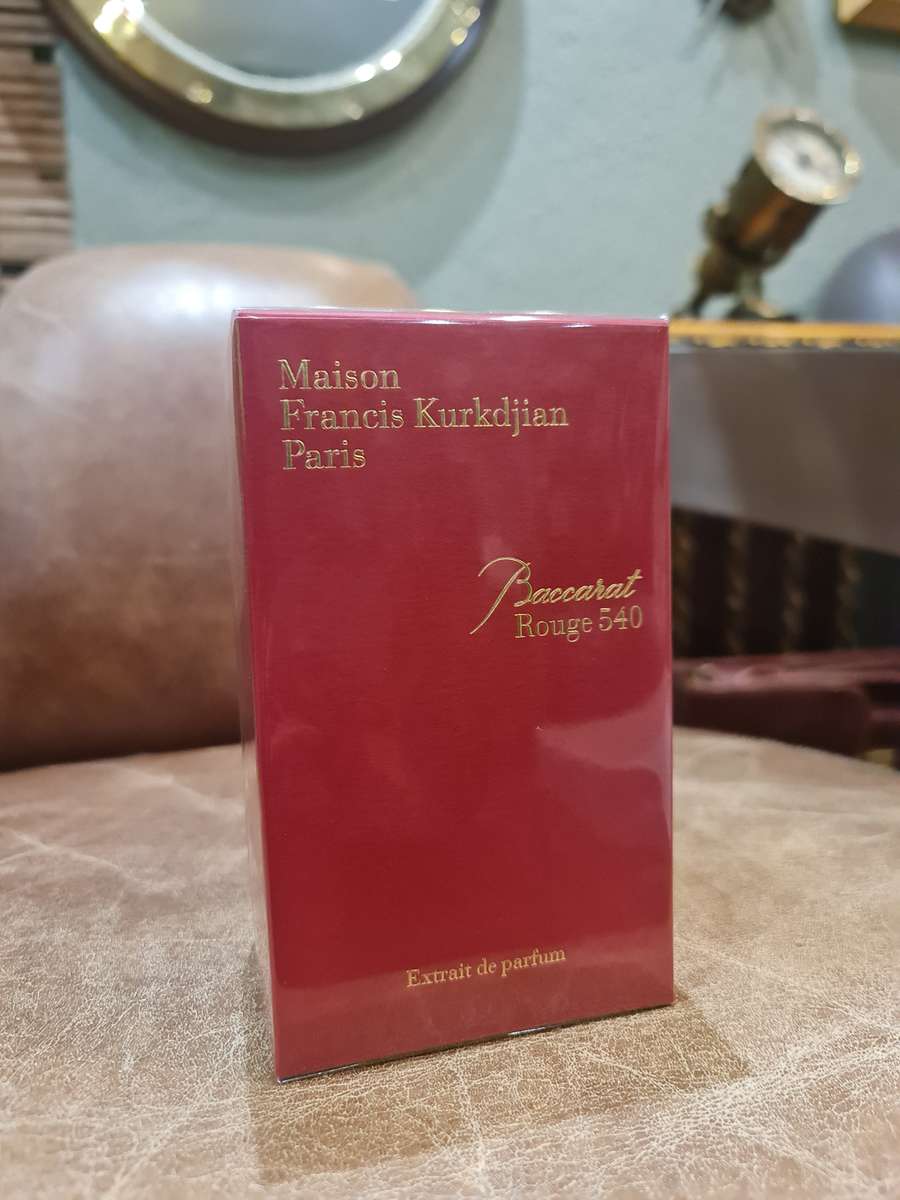 Maison
Francis Kurkdjian
Paris
Baccarat
Rouge 540
Extrait de parfum